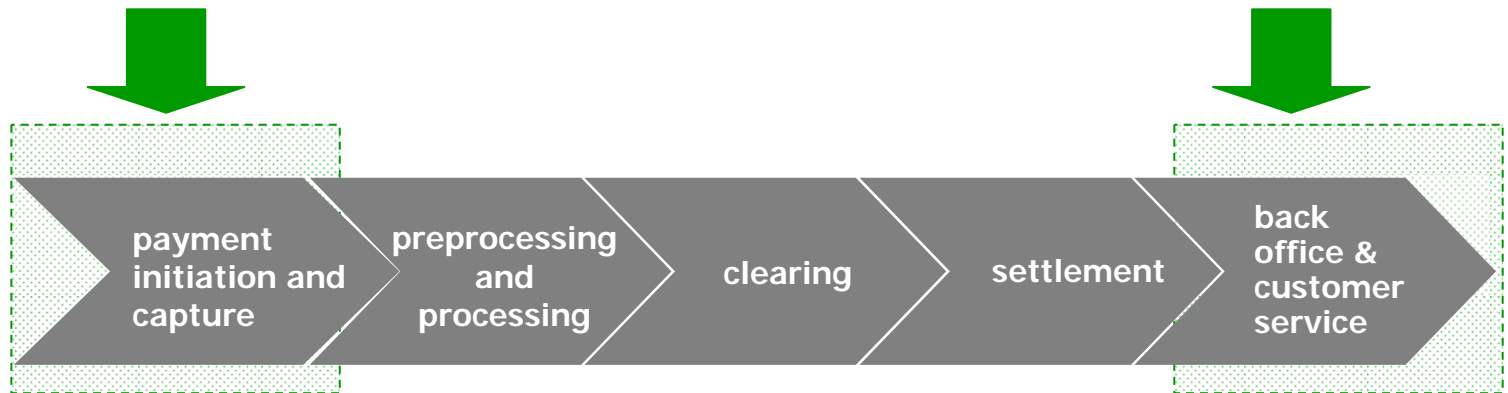 payment
initiation and
capture
preprocessing
and
processing
clearing
settlement
back
office &
customer
service